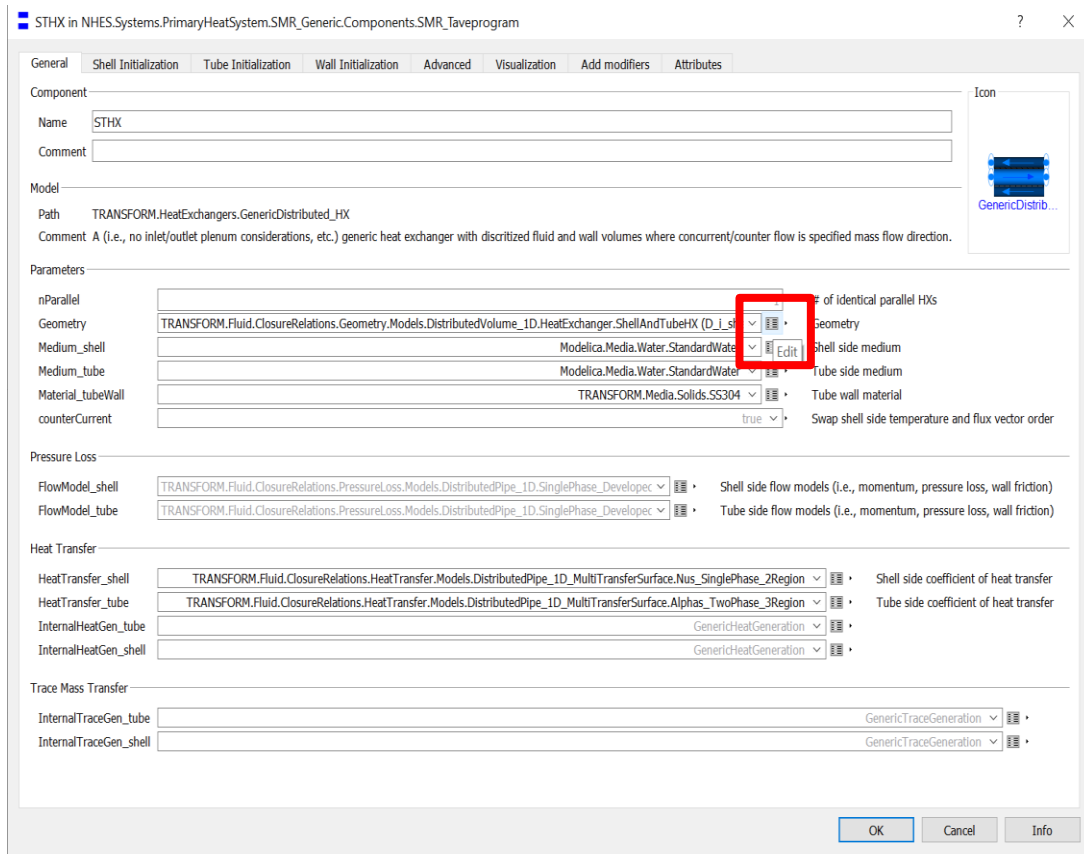 STHX in NHES.Systems.PrimaryHeatSystem.SMR_Generic.Components.SMR_Taveprogram ? ×
General Shell Initialization Tube Initialization Wall Initialization Advanced Visualization Add modifiers Attributes
Component Icon
Name STHX
Comment
GenericDistrib...
Model
Path TRANSFORM.HeatExchangers.GenericDistributed_HX
Comment A (i.e., no inlet/outlet plenum considerations, etc.) generic heat exchanger with discritized fluid and wall volumes where concurrent/counter flow is specified mass flow direction.
Parameters
nParallel # of identical parallel HXs
Geometry TRANSFORM.Fluid.ClosureRelations.Geometry.Models.DistributedVolume_1D.HeatExchanger.ShellAndTubeHX (D_i_sh Geometry
Medium_shell Modelica.Media.Water.StandardWater Edit Shell side medium
Medium_tube Modelica.Media.Water.StandardWater Tube side medium
Material_tubeWall TRANSFORM.Media.Solids.SS304 Tube wall material
counterCurrent true Swap shell side temperature and flux vector order
Pressure Loss
FlowModel_shell TRANSFORM.Fluid.ClosureRelations.PressureLoss.Models.DistributedPipe_1D.SinglePhase_Developec Shell side flow models (i.e., momentum, pressure loss, wall friction)
FlowModel_tube TRANSFORM.Fluid.ClosureRelations.PressureLoss.Models.DistributedPipe_1D.SinglePhase_Developec Tube side flow models (i.e., momentum, pressure loss, wall friction)
Heat Transfer
HeatTransfer_shell TRANSFORM.Fluid.ClosureRelations.HeatTransfer.Models.DistributedPipe_1D_MultiTransferSurface.Nus_SinglePhase_2Region Shell side coefficient of heat transfer
HeatTransfer_tube TRANSFORM.Fluid.ClosureRelations.HeatTransfer.Models.DistributedPipe_1D_MultiTransferSurface.Alphas_TwoPhase_3Region Tube side coefficient of heat transfer
InternalHeatGen_tube GenericHeatGeneration
InternalHeatGen_shell GenericHeatGeneration
Trace Mass Transfer
InternalTraceGen_tube GenericTraceGeneration
InternalTraceGen_shell GenericTraceGeneration
OK Cancel Info